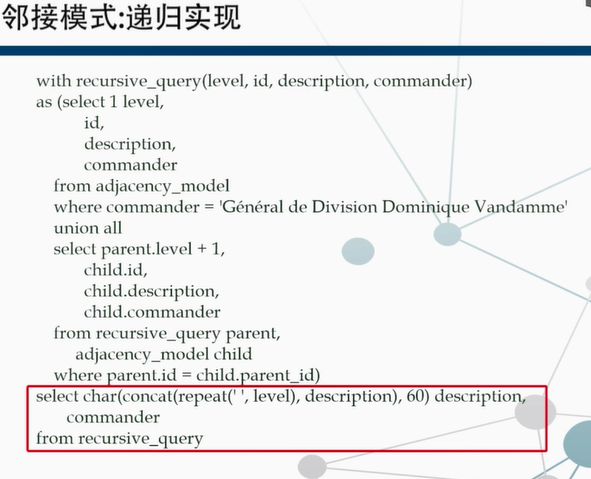 邻接模式:递归实现
with recursive_query(level, id, description, commander)
as (select 1 level,
id,
description,
commander
from adjacency_model
where commander = 'Général de Division Dominique Vandamme'
union all
select parent.level + 1,
child.id,
child.description,
child.commander
from recursive_query parent,
adjacency_model child
where parent.id = child.parent_id)
select char(concat(repeat(' ', level), description), 60) description,
commander
from recursive_query